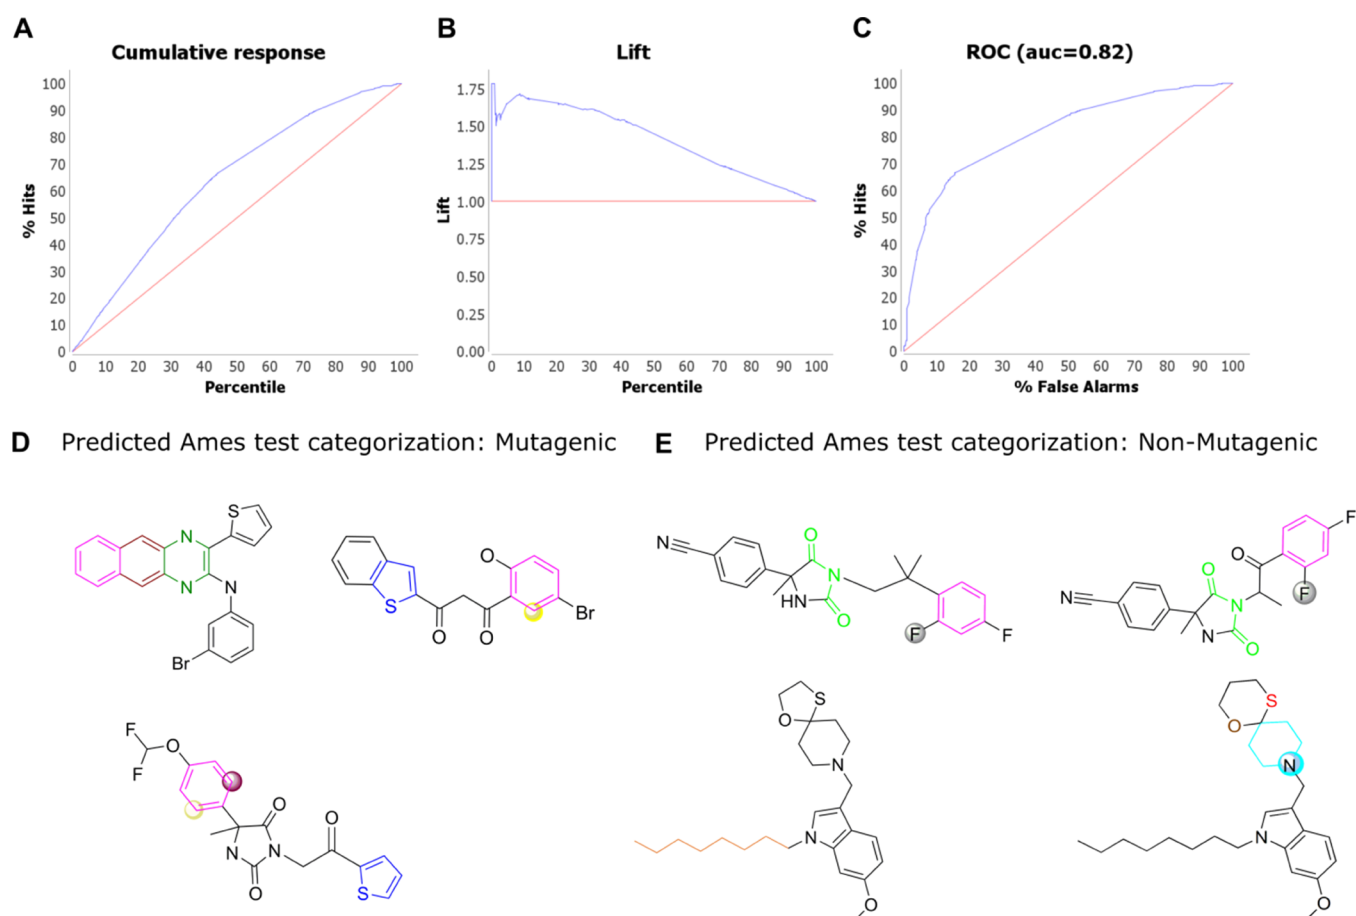 A
B
C
Cumulative response
Lift
ROC (auc=0.82)
% Hits
100
90
80
70
60
50
40
30
20
10
0
0 10 20 30 40 50 60 70 80 90 100
Percentile
Lift
1.75
1.50
1.25
1.00
0.75
0.50
0.25
0.00
0 10 20 30 40 50 60 70 80 90 100
Percentile
% Hits
100
90
80
70
60
50
40
30
20
10
0
0 10 20 30 40 50 60 70 80 90 100
% False Alarms
D Predicted Ames test categorization: Mutagenic
E Predicted Ames test categorization: Non-Mutagenic
S
N
N
N
Br
S
O
O
O
Br
F
F
O
O
N
N
O
O
S
N
O
N
HN
O
F
F
N
O
N
N
O
O
F
F
S
O
N
N
O
S
O
N
N
O